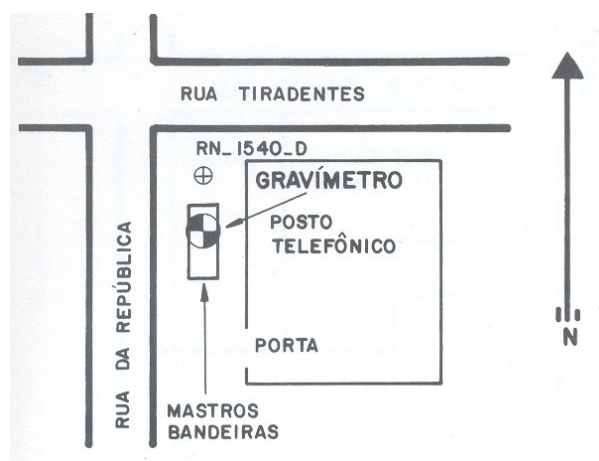 RUA TIRADENTES
RN_1540_D
GRAVÍMETRO
POSTO
TELEFÔNICO
RUA DA REPÚBLICA
PORTA
N
MASTROS
BANDEIRAS